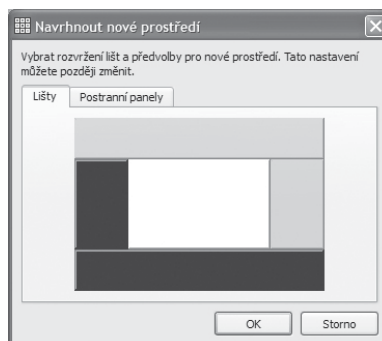 Navrhnout nové prostředí
Vybrat rozvržení lišt a předvolby pro nové prostředí. Tato nastavení
můžete později změnit.
Lišty Postranní panely
OK Storno